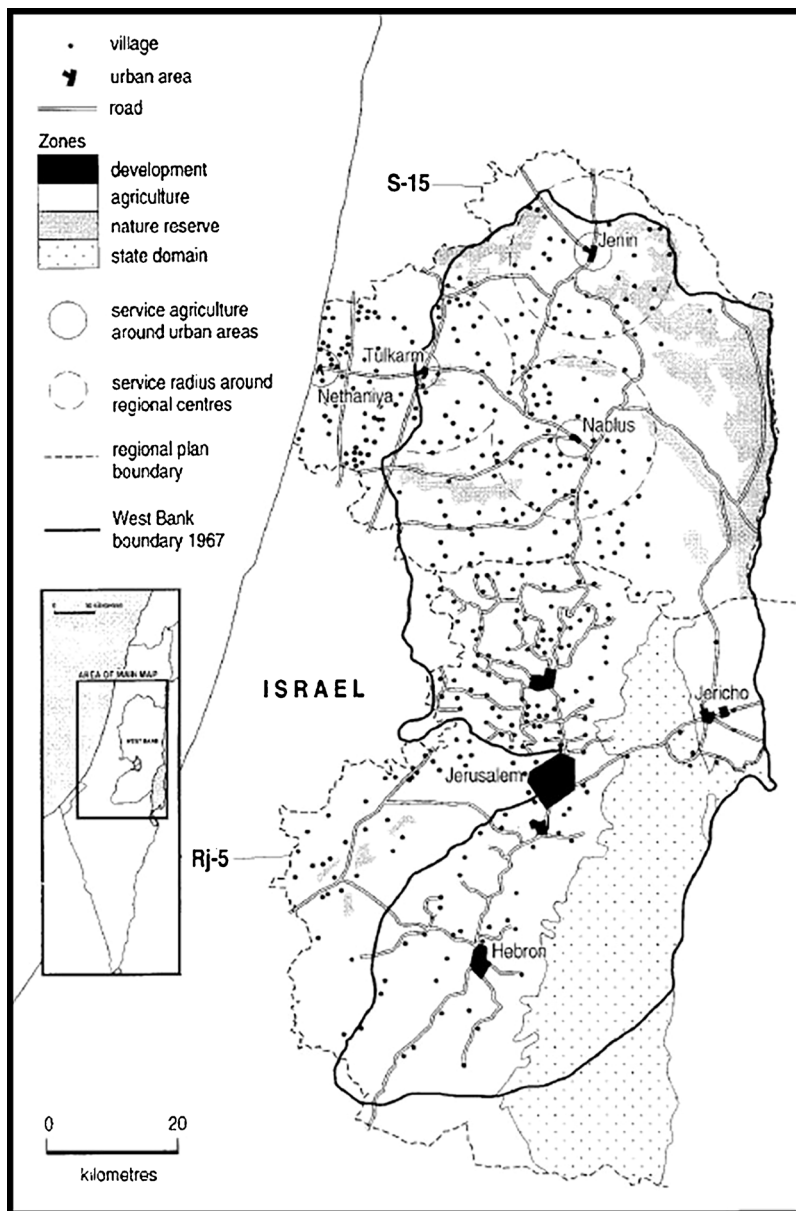 village
urban area
road
Zones
development
agriculture
nature reserve
state domain
service agriculture
around urban areas
service radius around
regional centres
regional plan
boundary
West Bank
boundary 1967
S-15
Jenin
Tulkarm
Nethaniya
Nablus
AREA OF MAIN MAP
WEST BANK
ISRAEL
Jericho
Jerusalem
Rj-5
Hebron
0 20
kilometres